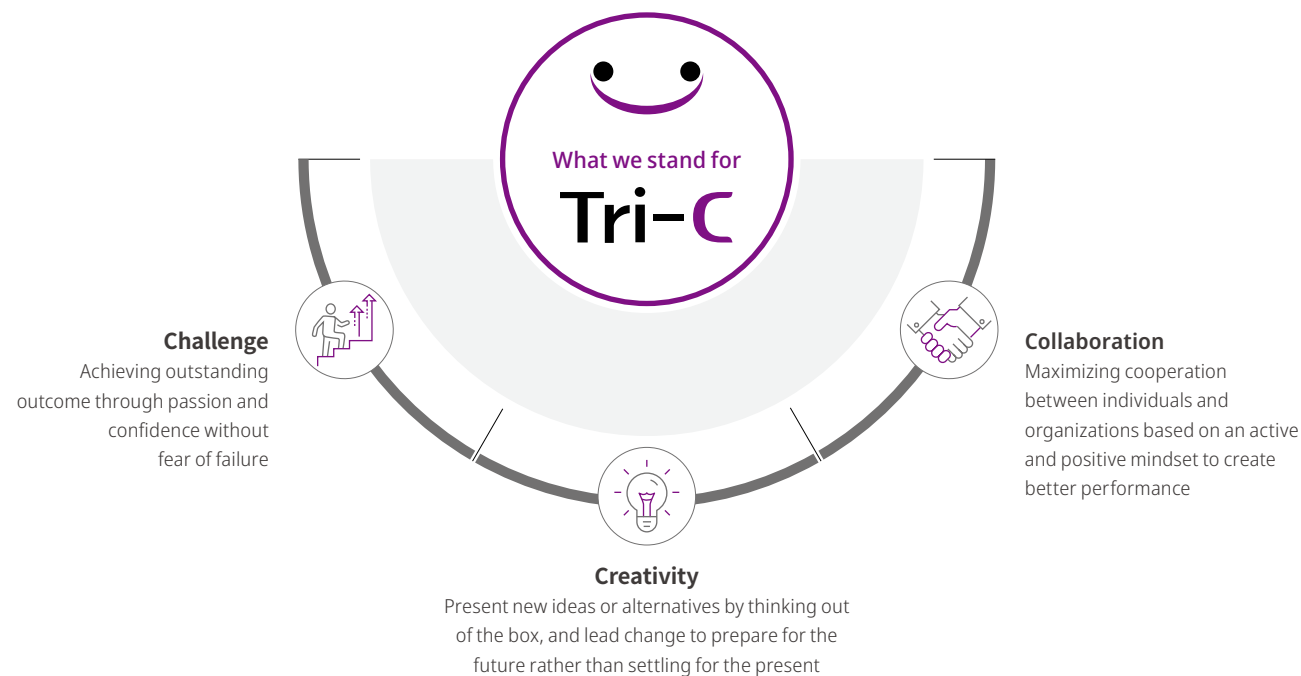 What we stand for
Tri-C
Challenge
Achieving outstanding
outcome through passion and
confidence without
fear of failure
Creativity
Present new ideas or alternatives by thinking out
of the box, and lead change to prepare for the
future rather than settling for the present
Collaboration
Maximizing cooperation
between individuals and
organizations based on an active
and positive mindset to create
better performance